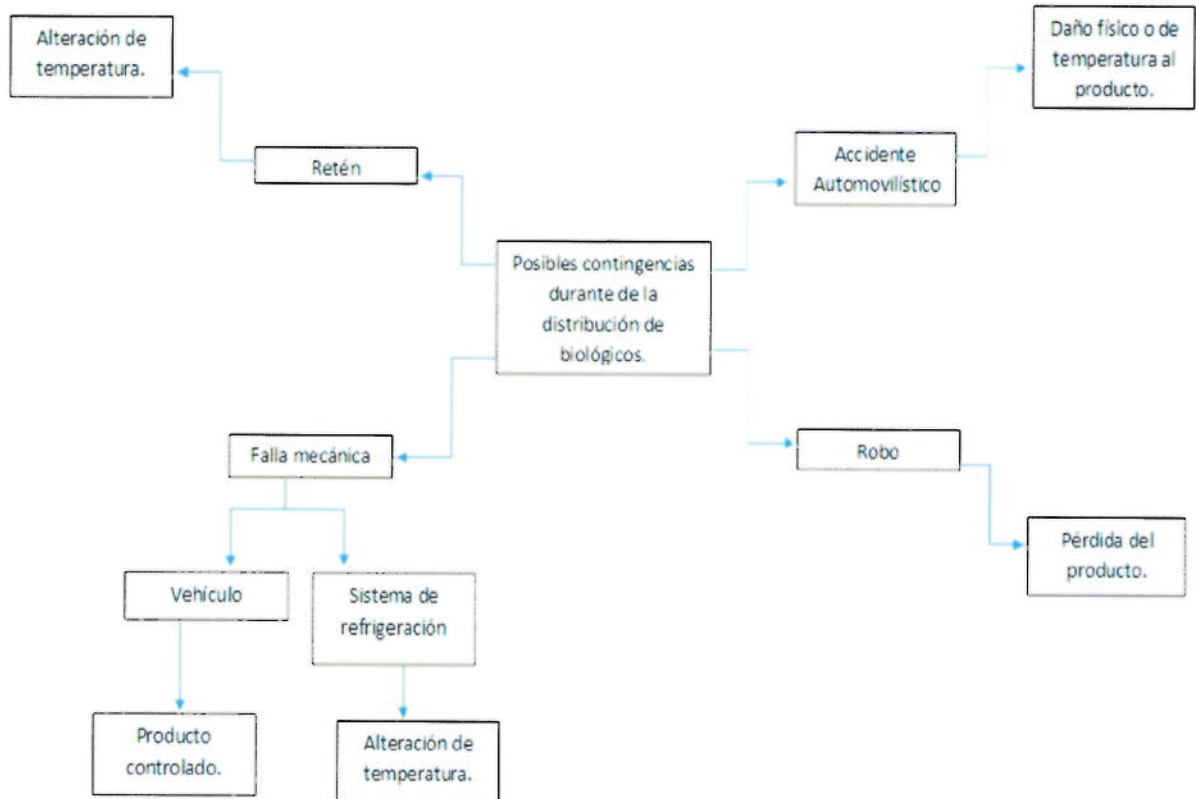 Alteración de
temperatura.
Daño físico o de
temperatura al
producto.
Retén
Accidente
Automovilístico
Posibles contingencias
durante de la
distribución de
biológicos.
Falla mecánica
Robo
Vehículo
Sistema de
refrigeración
Pérdida del
producto.
Producto
controlado.
Alteración de
temperatura.